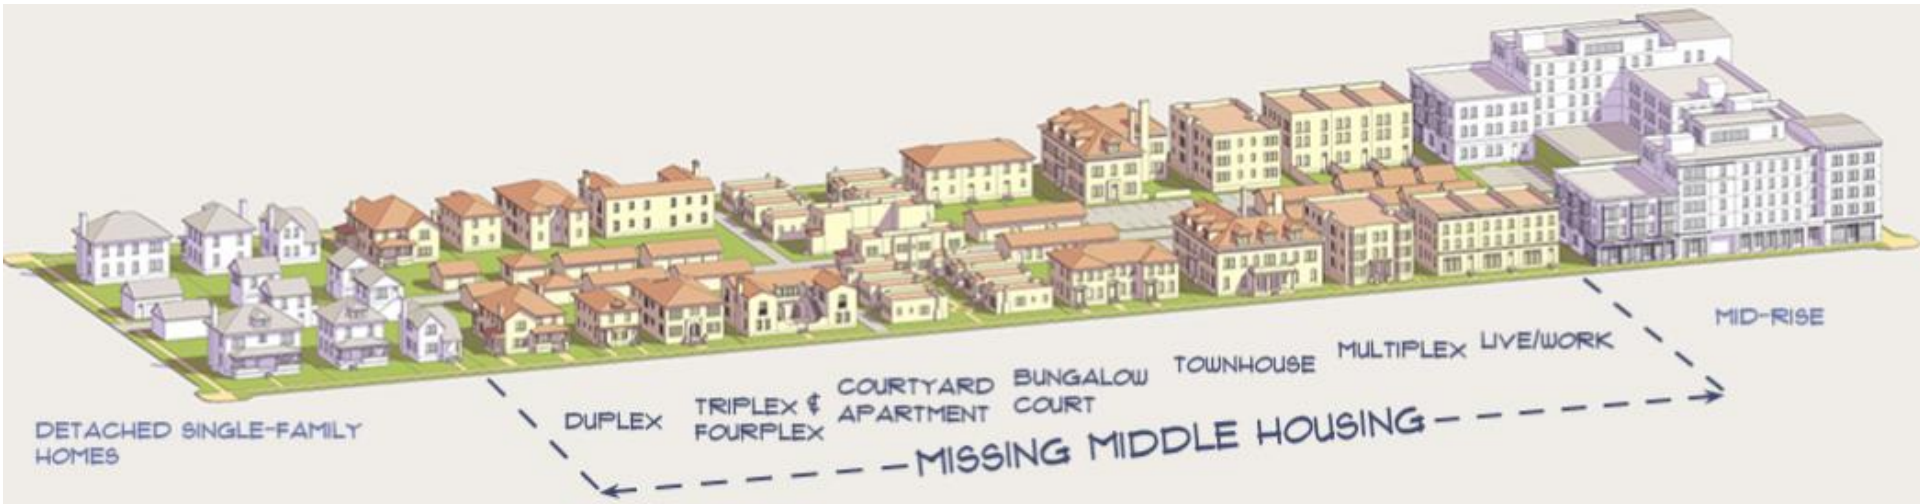 DETACHED SINGLE-FAMILY
HOMES
DUPLEX
TRIPLEX &
FOURPLEX
COURTYARD
APARTMENT
BUNGALOW
COURT
TOWNHOUSE
MULTIPLEX
LIVE/WORK
MID-RISE
MISSING MIDDLE HOUSING